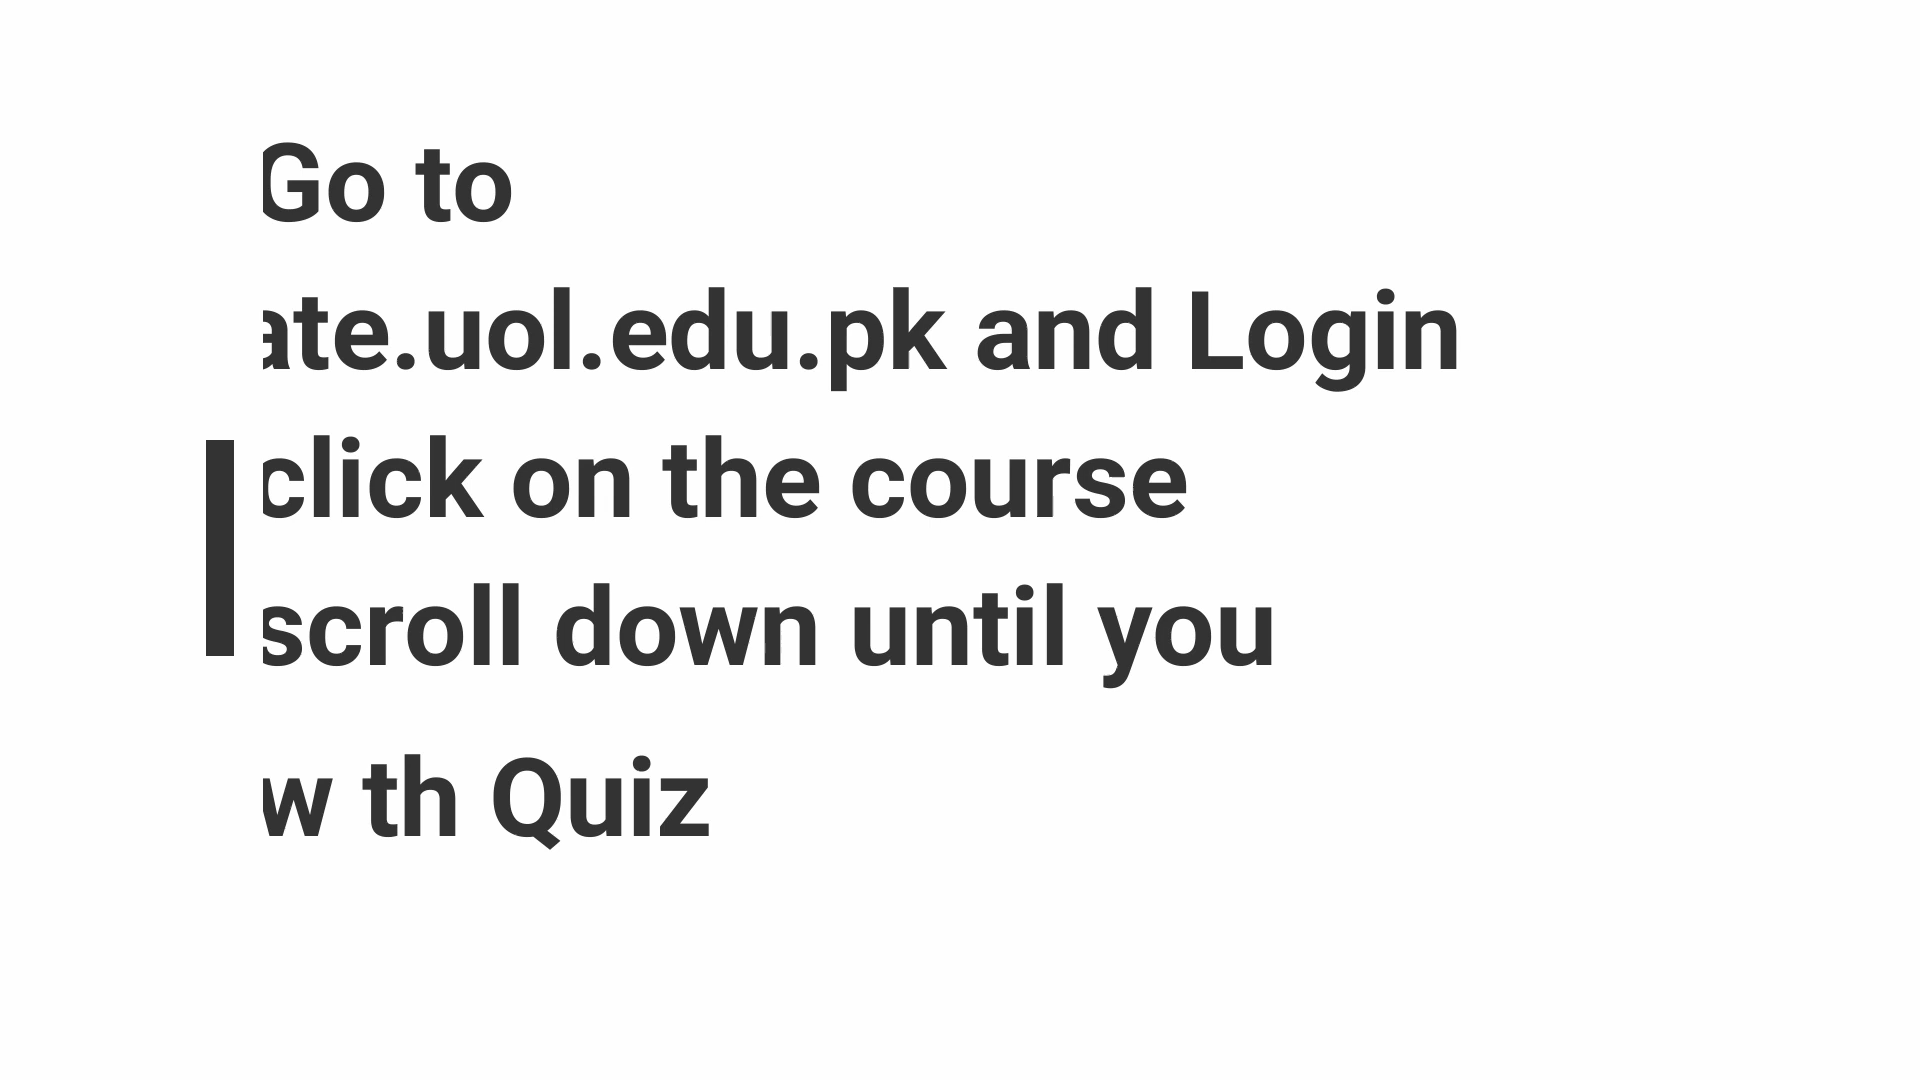 Go to
ate.uol.edu.pk and Login
click on the course
scroll down until you
w th Quiz